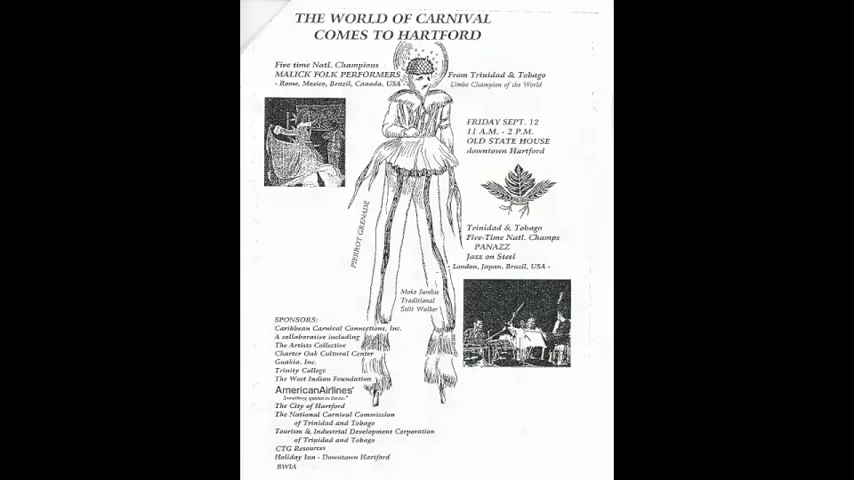 THE WORLD OF CARNIVAL
COMES TO HARTFORD
Five time Natl. Champions
MALICK FOLK PERFORMERS
- Rome, Mexico, Brazil, Canada, USA -
From Trinidad & Tobago
Limbo Champion of the World
FRIDAY SEPT. 12
11 A.M. - 2 P.M.
OLD STATE HOUSE
downtown Hartford
PIERROT GRENADE
Trinidad & Tobago
Five-Time Natl. Champs
PANAZZ
Jazz on Steel
- London, Japan, Brazil, USA -
Moko Jumbie
Traditional
Stilt Walker
SPONSORS:
Caribbean Carnival Connections, Inc.
A collaborative including
The Artists Collective
Charter Oak Cultural Center
Guakia, Inc.
Trinity College
The West Indian Foundation
AmericanAirlines
Something special in the air.
The City of Hartford
The National Carnival Commission
of Trinidad and Tobago
Tourism & Industrial Development Corporation
of Trinidad and Tobago
CTG Resources
Holiday Inn - Downtown Hartford
BWIA